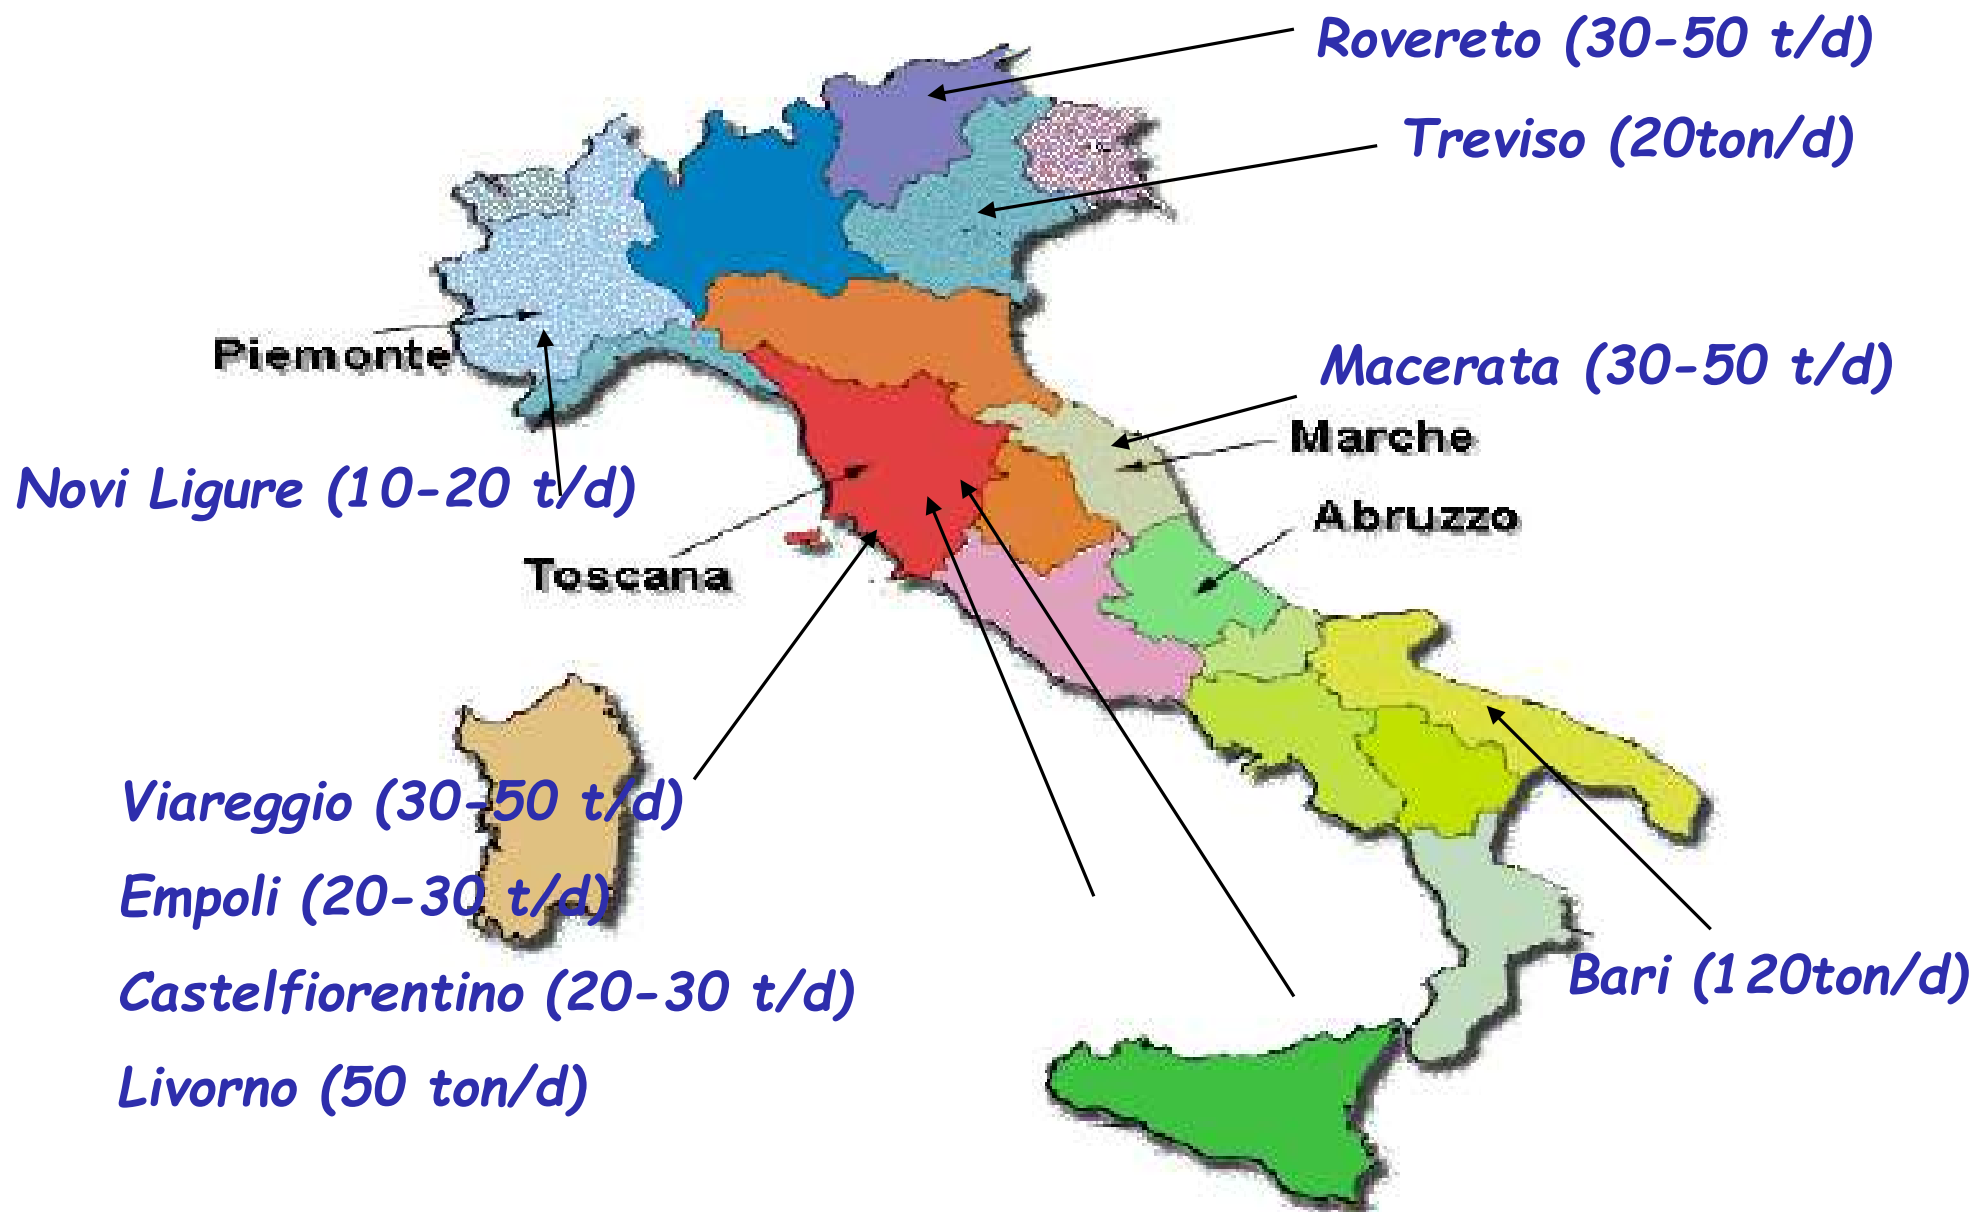 Rovereto (30-50 t/d)
Treviso (20ton/d)
Piemonte
Macerata (30-50 t/d)
Marche
Novi Ligure (10-20 t/d)
Abruzzo
Toscana
Viareggio (30-50 t/d)
Empoli (20-30 t/d)
Castelfiorentino (20-30 t/d)
Bari (120ton/d)
Livorno (50 ton/d)